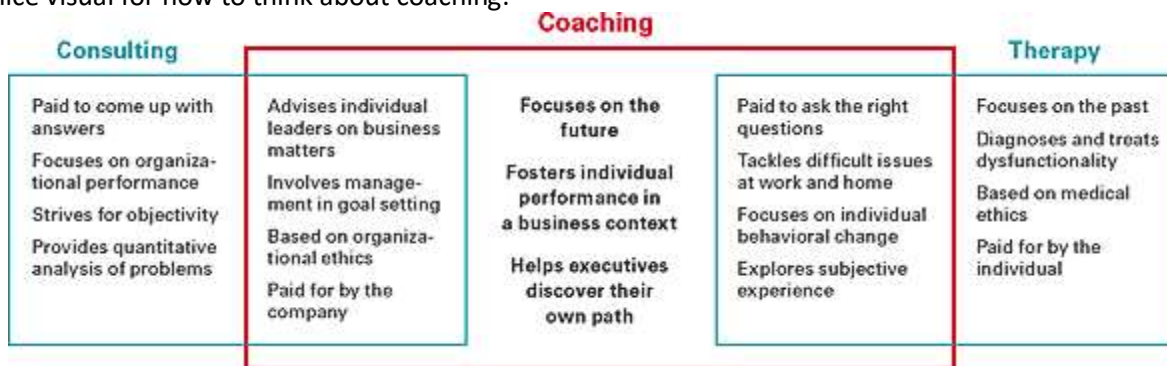 nice visual for how to think about coaching:
Coaching
Consulting
Therapy
Paid to come up with
answers
Focuses on organiza-
tional performance
Strives for objectivity
Provides quantitative
analysis of problems
Advises individual
leaders on business
matters
Involves manage-
ment in goal setting
Based on organiza-
tional ethics
Paid for by the
company
Focuses on the
future
Fosters individual
performance in
a business context
Helps executives
discover their
own path
Paid to ask the right
questions
Tackles difficult issues
at work and home
Focuses on individual
behavioral change
Explores subjective
experience
Focuses on the past
Diagnoses and treats
dysfunctionality
Based on medical
ethics
Paid for by the
individual